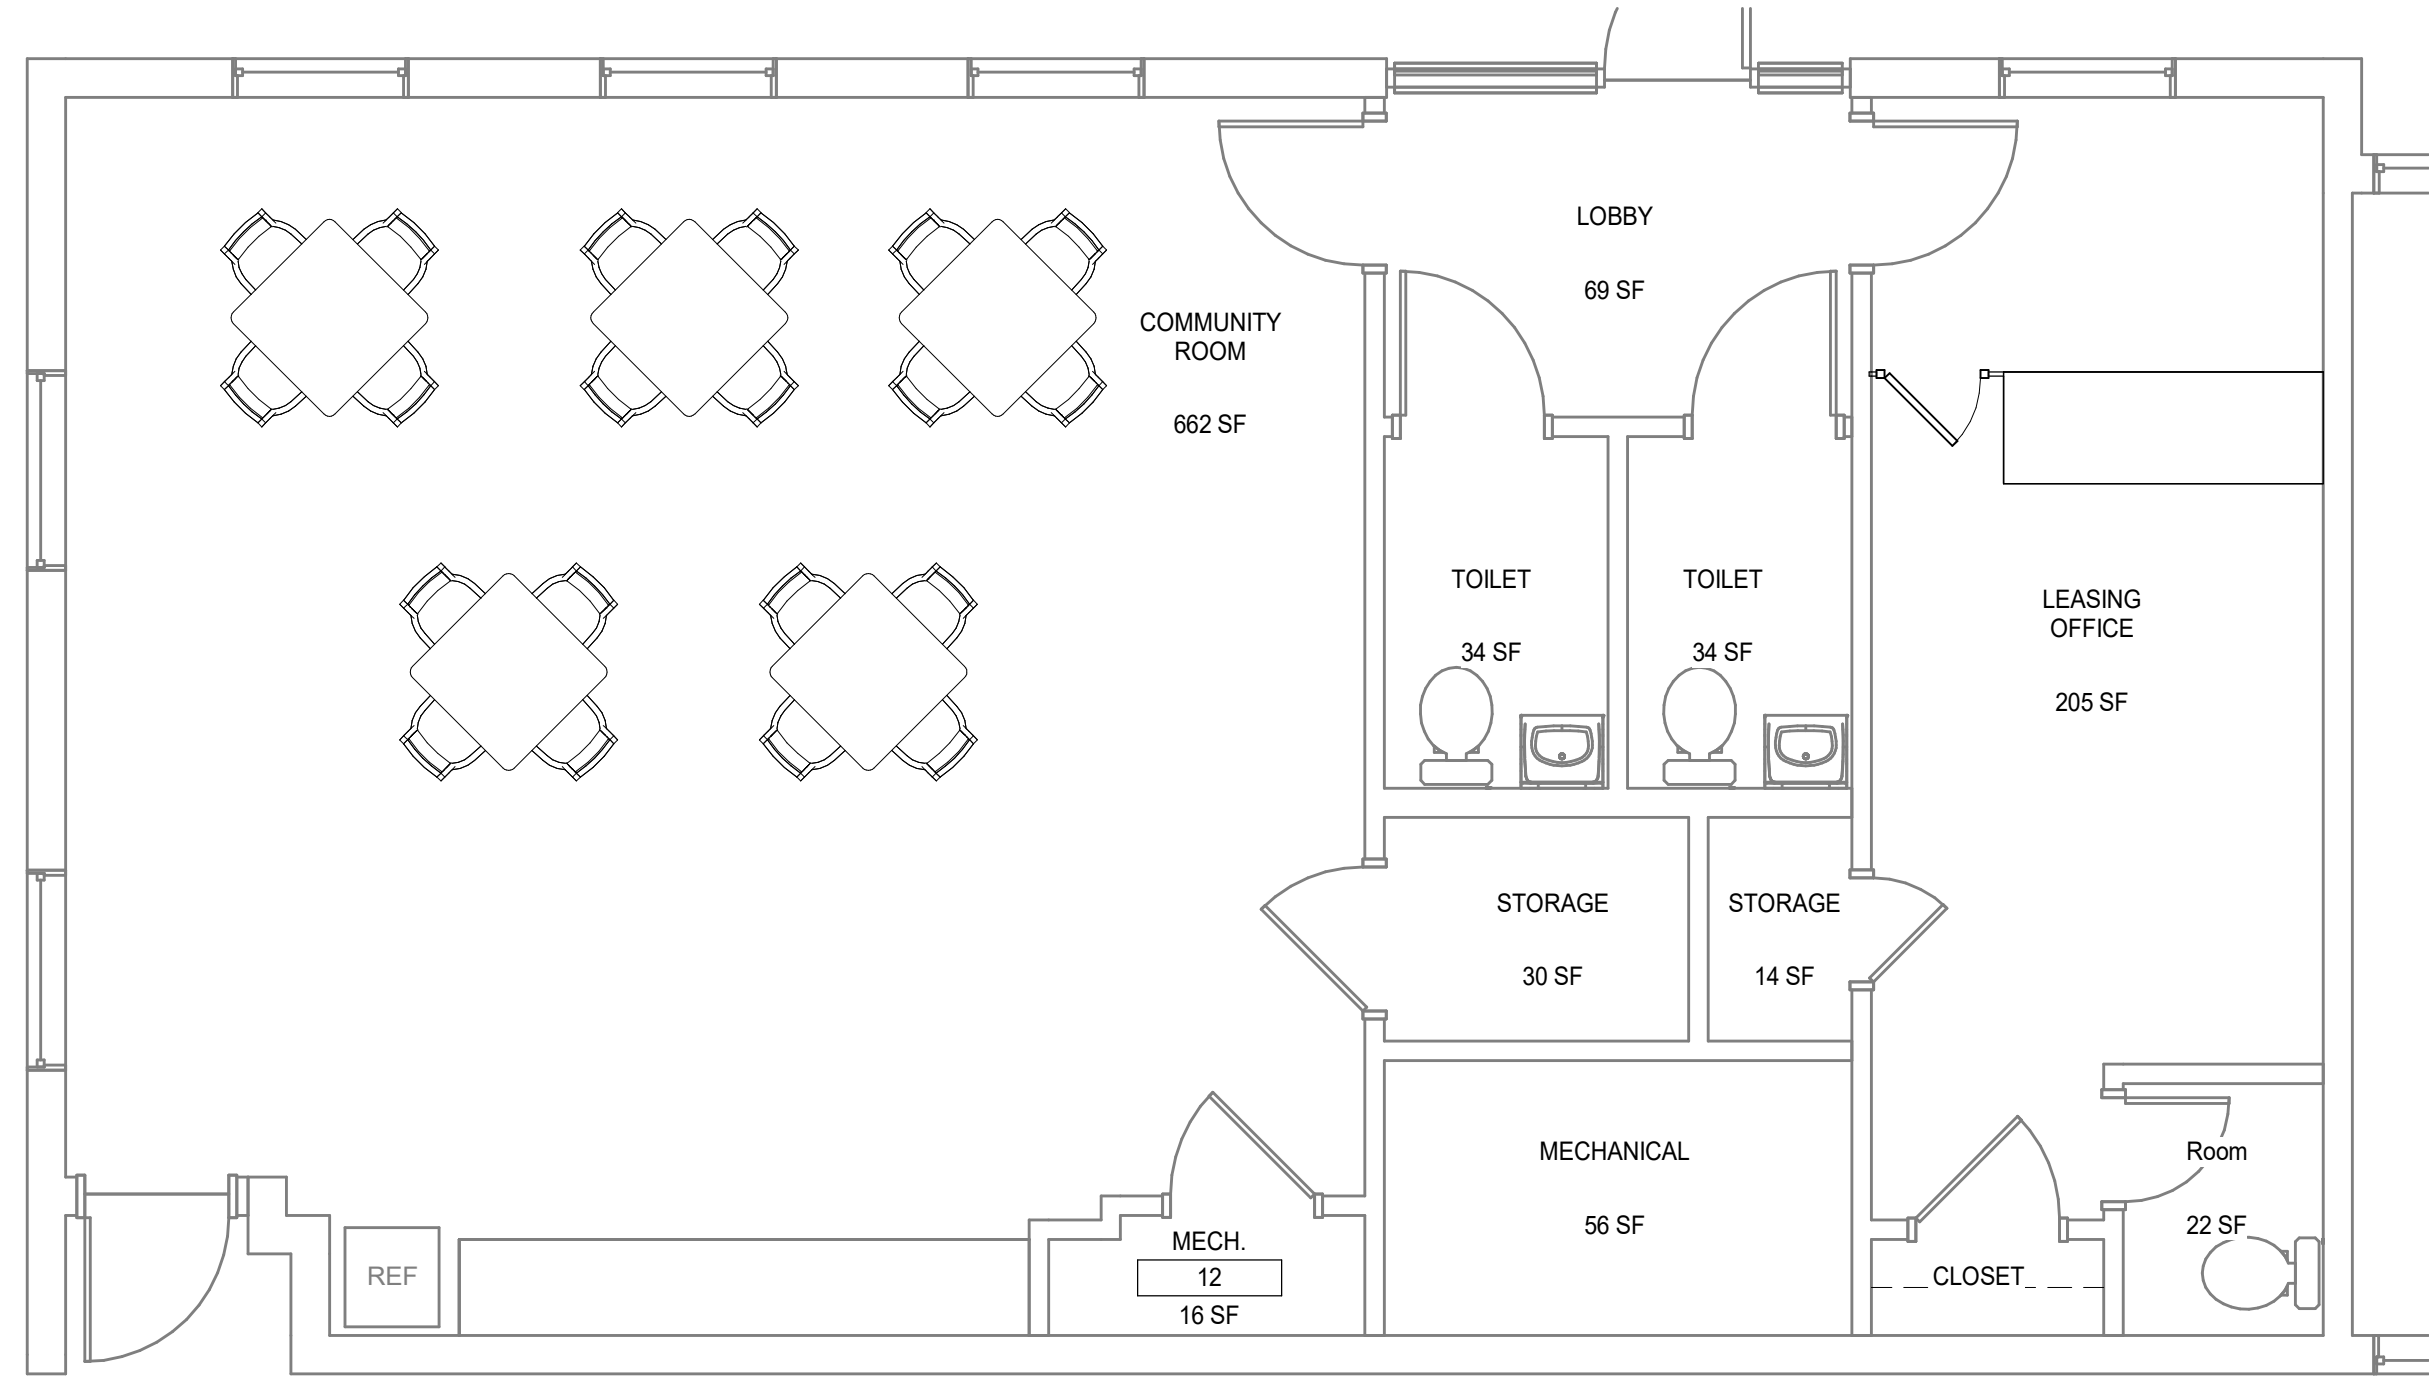 LOBBY
69 SF
COMMUNITY
ROOM
662 SF
TOILET
34 SF
TOILET
34 SF
LEASING
OFFICE
205 SF
STORAGE
30 SF
STORAGE
14 SF
MECHANICAL
56 SF
Room
22 SF
MECH.
12
16 SF
REF
CLOSET